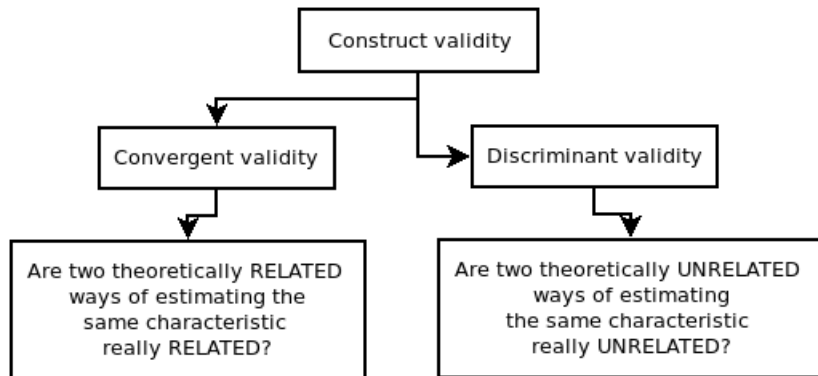 Construct validity
Convergent validity
Discriminant validity
Are two theoretically RELATED
ways of estimating the
same characteristic
really RELATED?
Are two theoretically UNRELATED
ways of estimating
the same characteristic
really UNRELATED?